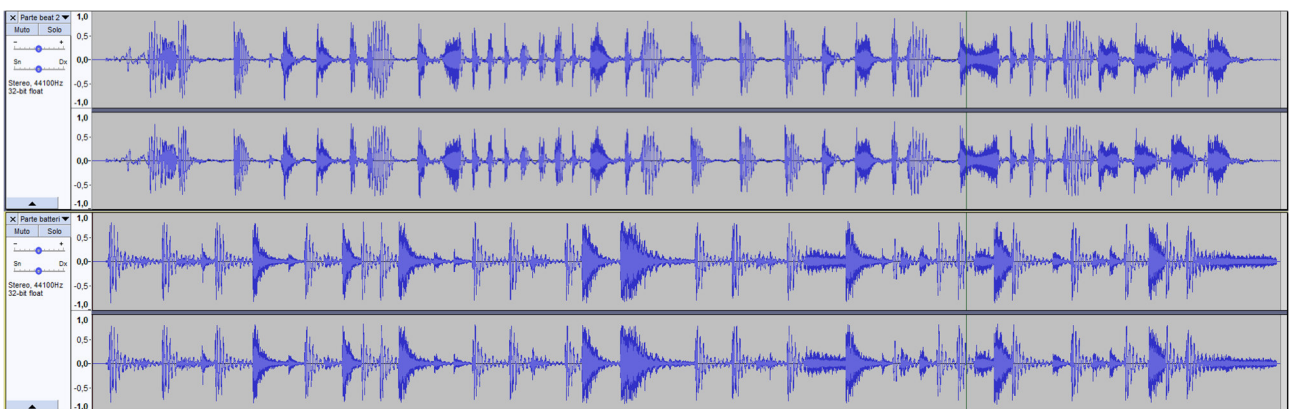 Parte beat 2
1,0
Muto Solo
0,5-
- +
0,0-
Sn Dx
-0,5-
Stereo, 44100Hz
32-bit float
-1,0
1,0
0,5-
0,0-
-0,5-
-1,0
Parte batteri
1,0
Muto Solo
0,5-
- +
0,0-
Sn Dx
-0,5-
Stereo, 44100Hz
32-bit float
-1,0
1,0
0,5-
0,0-
-0,5-
-1,0